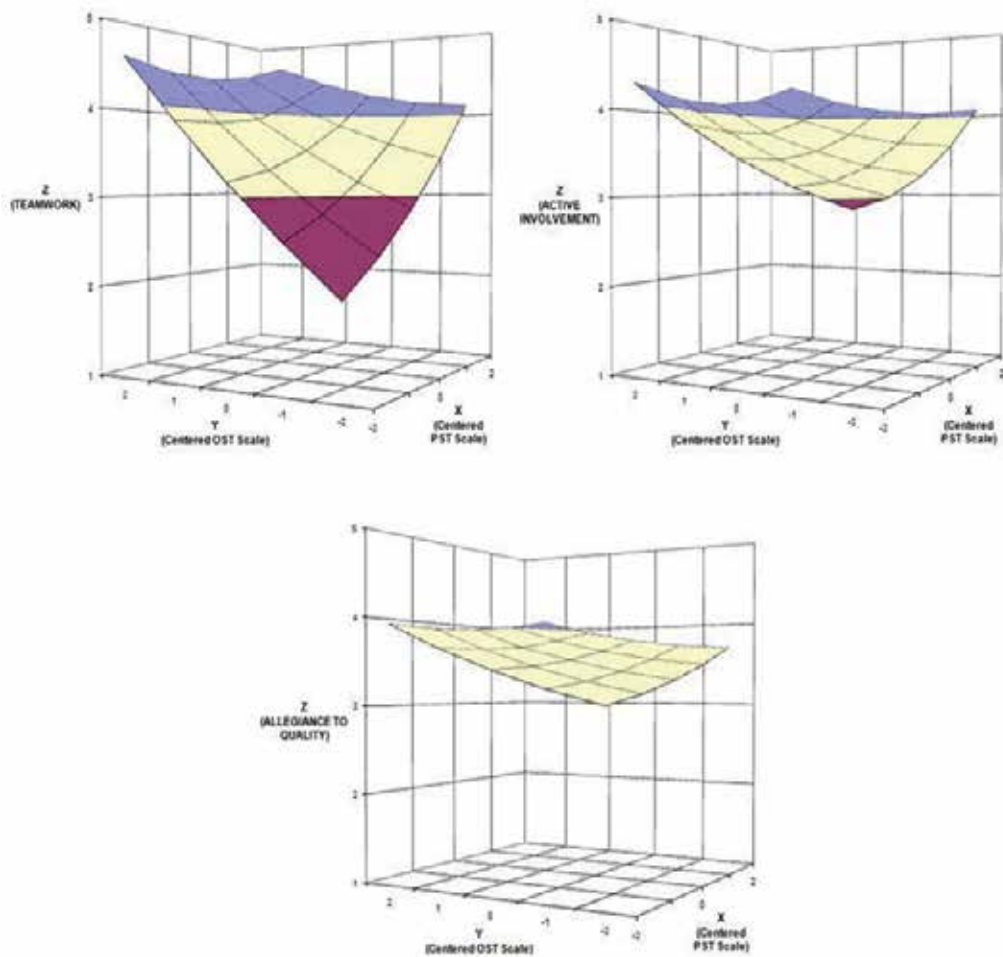 5
4
3
2
1
Z
(TEAMWORK)
2
1
0
-1
-2
Y
(Centered OST Scale)
-2
0
2
X
(Centered
PST Scale)
5
4
3
2
1
Z
(ACTIVE
INVOLVEMENT)
2
1
0
-1
-2
Y
(Centered OST Scale)
-2
0
2
X
(Centered
PST Scale)
5
4
3
2
1
Z
(ALLEGIANCE TO
QUALITY)
2
1
0
-1
-2
Y
(Centered OST Scale)
-2
0
2
X
(Centered
PST Scale)